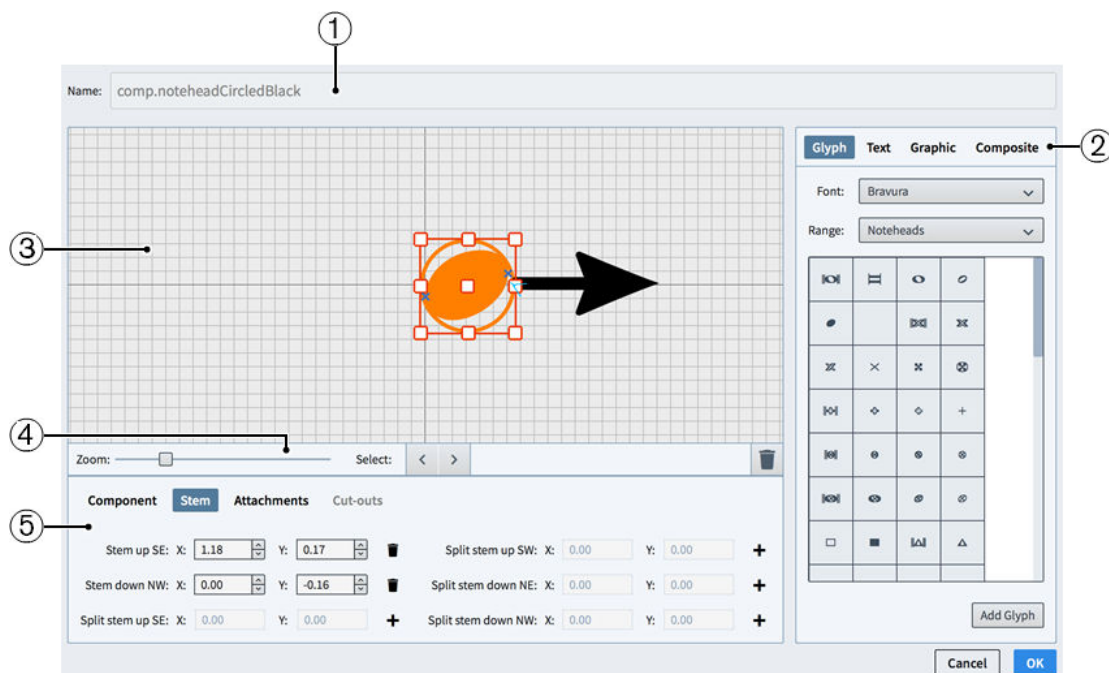 1
Name: comp.noteheadCircledBlack
Glyph Text Graphic Composite
2
Font: Bravura
Range: Noteheads
3
4
Zoom: Select: < >
Component Stem Attachments Cut-outs
5
Stem up SE: X: 1.18 Y: 0.17 Split stem up SW: X: 0.00 Y: 0.00 +
Stem down NW: X: 0.00 Y: -0.16 Split stem down NE: X: 0.00 Y: 0.00 +
Split stem up SE: X: 0.00 Y: 0.00 + Split stem down NW: X: 0.00 Y: 0.00 +
Add Glyph
Cancel OK